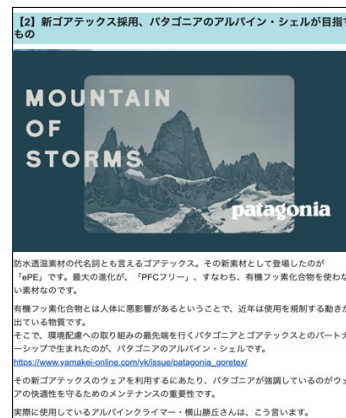 【2】新ゴアテックス採用、パタゴニアのアルパイン・シェルが目指す
もの
MOUNTAIN
OF
STORMS
patagonia
防水透湿素材の代名詞とも言えるゴアテックス。その新素材として登場したのが
「ePE」です。最大の進化が、「PFCフリー」、すなわち、有機フッ素化合物を使わな
い素材なのです。
有機フッ素化合物とは人体に悪影響があるということで、近年は使用を規制する動きが
出ている物質です。
そこで、環境配慮への取り組みの最先端を行くパタゴニアとゴアテックスとのパートナ
ーシップで生まれたのが、パタゴニアのアルパイン・シェルです。
https://www.yamakei-online.com/yk/issue/patagonia_goretex/
その新ゴアテックスのウェアを利用するにあたり、パタゴニアが強調しているのがウェ
アの快適性を守るためのメンテナンスの重要性です。
実際に使用しているアルパインクライマー・横山勝丘さんは、こう言います。